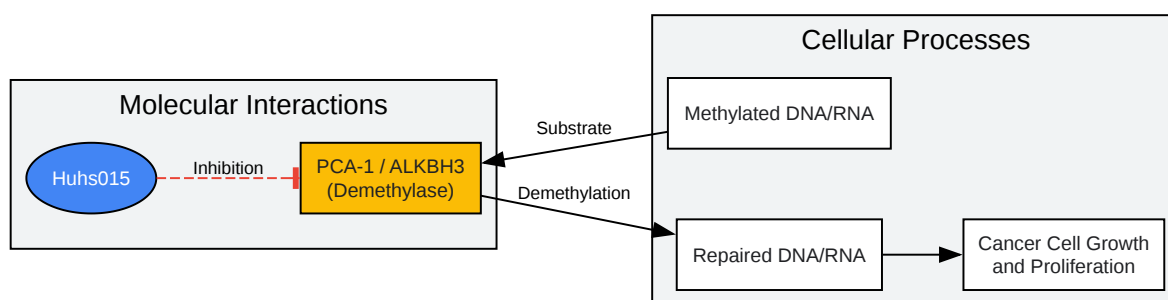 Cellular Processes
Molecular Interactions
Methylated DNA/RNA
Substrate
Huhs015
Inhibition
PCA-1 / ALKBH3
(Demethylase)
Demethylation
Repaired DNA/RNA
Cancer Cell Growth
and Proliferation